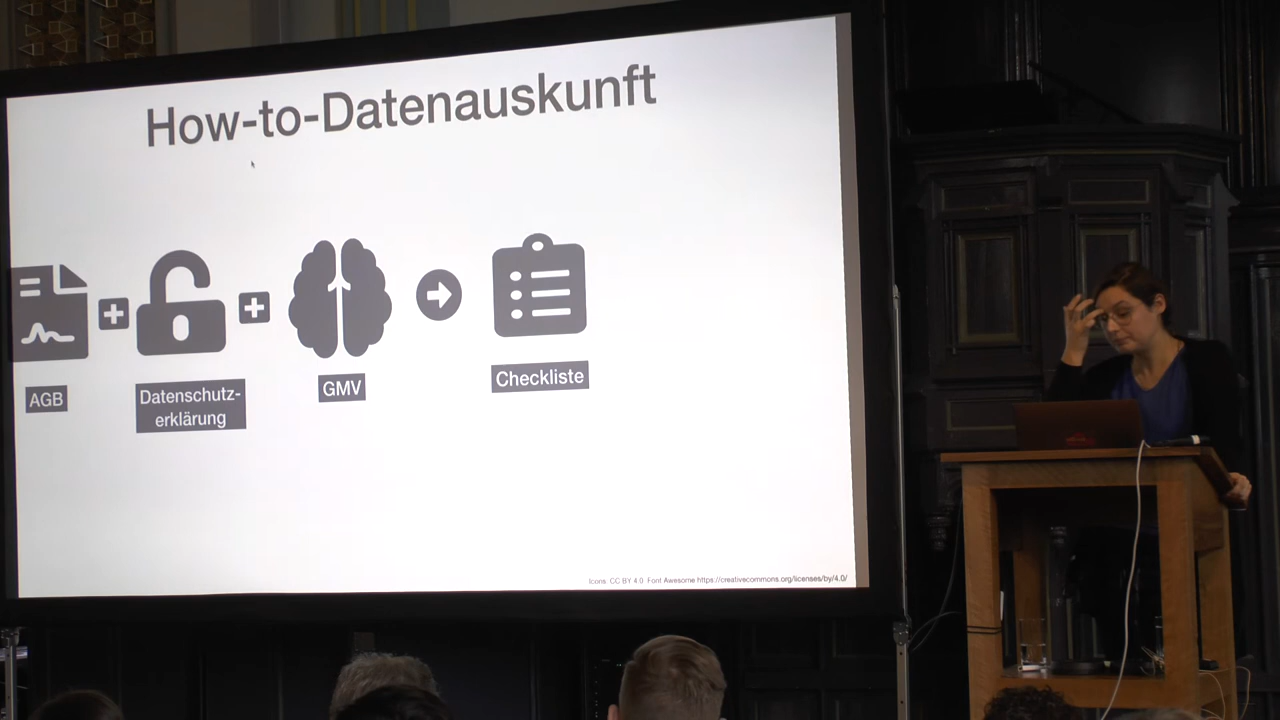 How-to-Datenauskunft
AGB
Datenschutz-
erklärung
GMV
Checkliste
Icons CC BY 4.0 Font Awesome https://creativecommons.org/licenses/by/4.0/